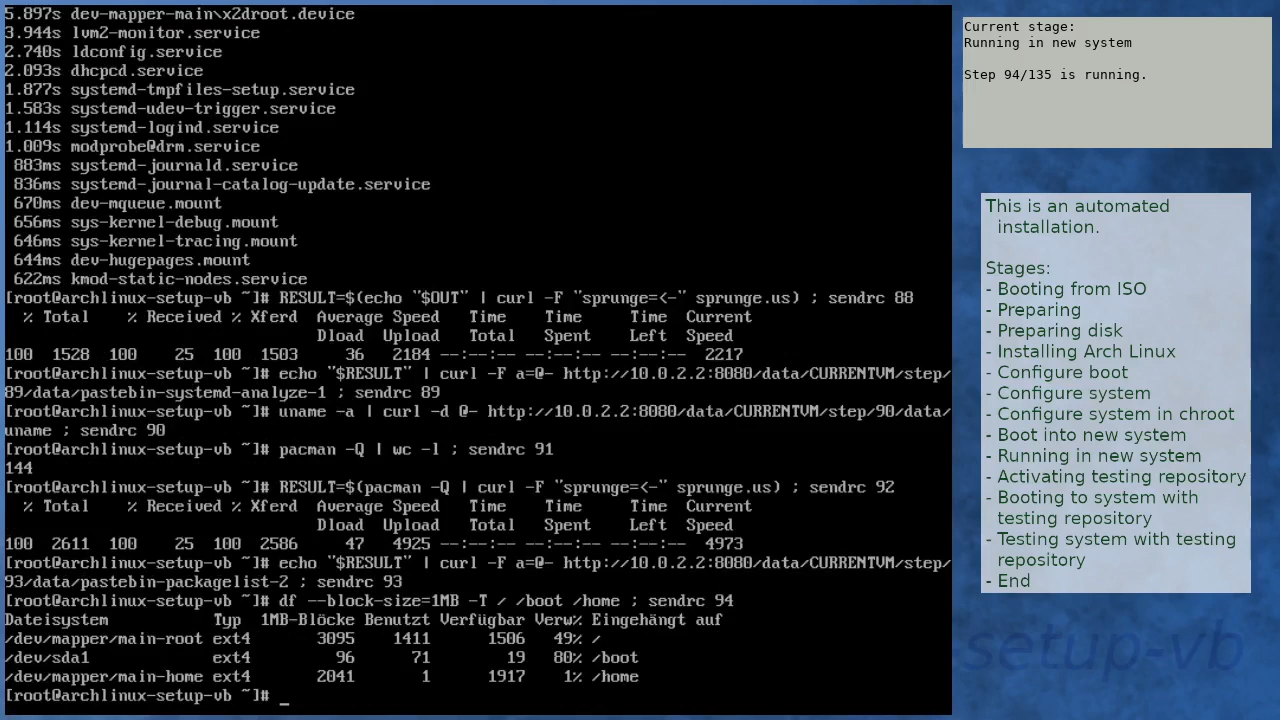 5.897s dev-mapper-main\x2droot.device
3.944s lvm2-monitor.service
2.740s ldconfig.service
2.093s dhcpcd.service
1.877s systemd-tmpfiles-setup.service
1.583s systemd-udev-trigger.service
1.114s systemd-logind.service
1.009s modprobe@drm.service
883ms systemd-journald.service
836ms systemd-journal-catalog-update.service
670ms dev-mqueue.mount
656ms sys-kernel-debug.mount
646ms sys-kernel-tracing.mount
644ms dev-hugepages.mount
622ms kmod-static-nodes.service
[root@archlinux-setup-vb ~]# RESULT=$(echo "$OUT" | curl -F "sprunge=<-" sprunge.us) ; sendrc 88
% Total % Received % Xferd Average Speed Time Time Time Current
Dload Upload Total Spent Left Speed
100 1528 100 25 100 1503 36 2184 --:--:-- --:--:-- --:--:-- 2217
[root@archlinux-setup-vb ~]# echo "$RESULT" | curl -F a=@- http://10.0.2.2:8080/data/CURRENTVM/step/
89/data/pastebin-systemd-analyze-1 ; sendrc 89
[root@archlinux-setup-vb ~]# uname -a | curl -d @- http://10.0.2.2:8080/data/CURRENTVM/step/90/data/
uname ; sendrc 90
[root@archlinux-setup-vb ~]# pacman -Q | wc -l ; sendrc 91
144
[root@archlinux-setup-vb ~]# RESULT=$(pacman -Q | curl -F "sprunge=<-" sprunge.us) ; sendrc 92
% Total % Received % Xferd Average Speed Time Time Time Current
Dload Upload Total Spent Left Speed
100 2611 100 25 100 2586 47 4925 --:--:-- --:--:-- --:--:-- 4973
[root@archlinux-setup-vb ~]# echo "$RESULT" | curl -F a=@- http://10.0.2.2:8080/data/CURRENTVM/step/
93/data/pastebin-packagelist-2 ; sendrc 93
[root@archlinux-setup-vb ~]# df --block-size=1MB -T / /boot /home ; sendrc 94
Dateisystem Typ 1MB-Blöcke Benutzt Verfügbar Verw% Eingehängt auf
/dev/mapper/main-root ext4 3095 1411 1506 49% /
/dev/sda1 ext4 96 71 19 80% /boot
/dev/mapper/main-home ext4 2041 1 1917 1% /home
[root@archlinux-setup-vb ~]# _
Current stage:
Running in new system
Step 94/135 is running.
This is an automated
installation.
Stages:
- Booting from ISO
- Preparing
- Preparing disk
- Installing Arch Linux
- Configure boot
- Configure system
- Configure system in chroot
- Boot into new system
- Running in new system
- Activating testing repository
- Booting to system with
testing repository
- Testing system with testing
repository
- End
setup-vb